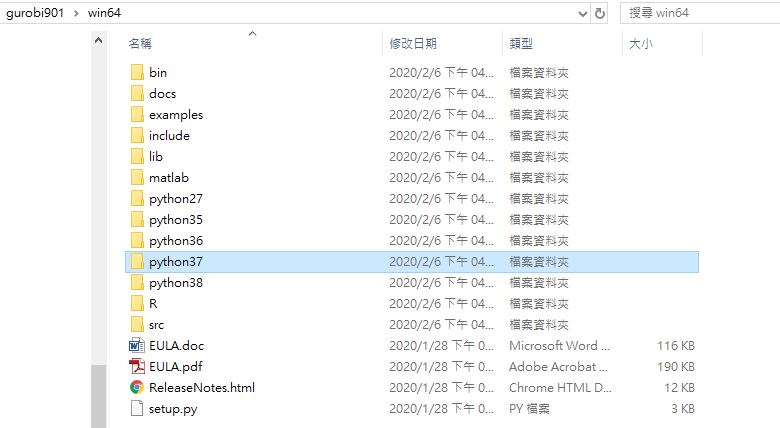 gurobi901 > win64 搜尋 win64
名稱 修改日期 類型 大小
bin 2020/2/6 下午 04... 檔案資料夾
docs 2020/2/6 下午 04... 檔案資料夾
examples 2020/2/6 下午 04... 檔案資料夾
include 2020/2/6 下午 04... 檔案資料夾
lib 2020/2/6 下午 04... 檔案資料夾
matlab 2020/2/6 下午 04... 檔案資料夾
python27 2020/2/6 下午 04... 檔案資料夾
python35 2020/2/6 下午 04... 檔案資料夾
python36 2020/2/6 下午 04... 檔案資料夾
python37 2020/2/6 下午 04... 檔案資料夾
python38 2020/2/6 下午 04... 檔案資料夾
R 2020/2/6 下午 04... 檔案資料夾
src 2020/2/6 下午 04... 檔案資料夾
EULA.doc 2020/1/28 下午 0... Microsoft Word ... 116 KB
EULA.pdf 2020/1/28 下午 0... Adobe Acrobat ... 190 KB
ReleaseNotes.html 2020/1/28 下午 0... Chrome HTML D... 12 KB
setup.py 2020/1/28 下午 0... PY 檔案 3 KB